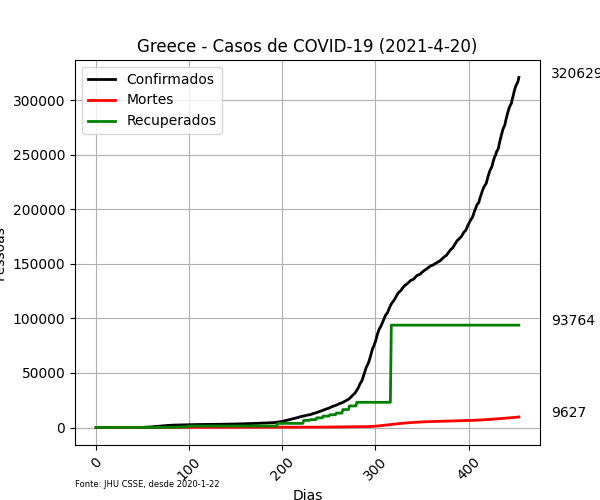 Greece - Casos de COVID-19 (2021-4-20)
Confirmados
Mortes
Recuperados
320629
93764
9627
300000
250000
200000
150000
100000
50000
0
0
100
200
300
400
Fonte: JHU CSSE, desde 2020-1-22
Dias